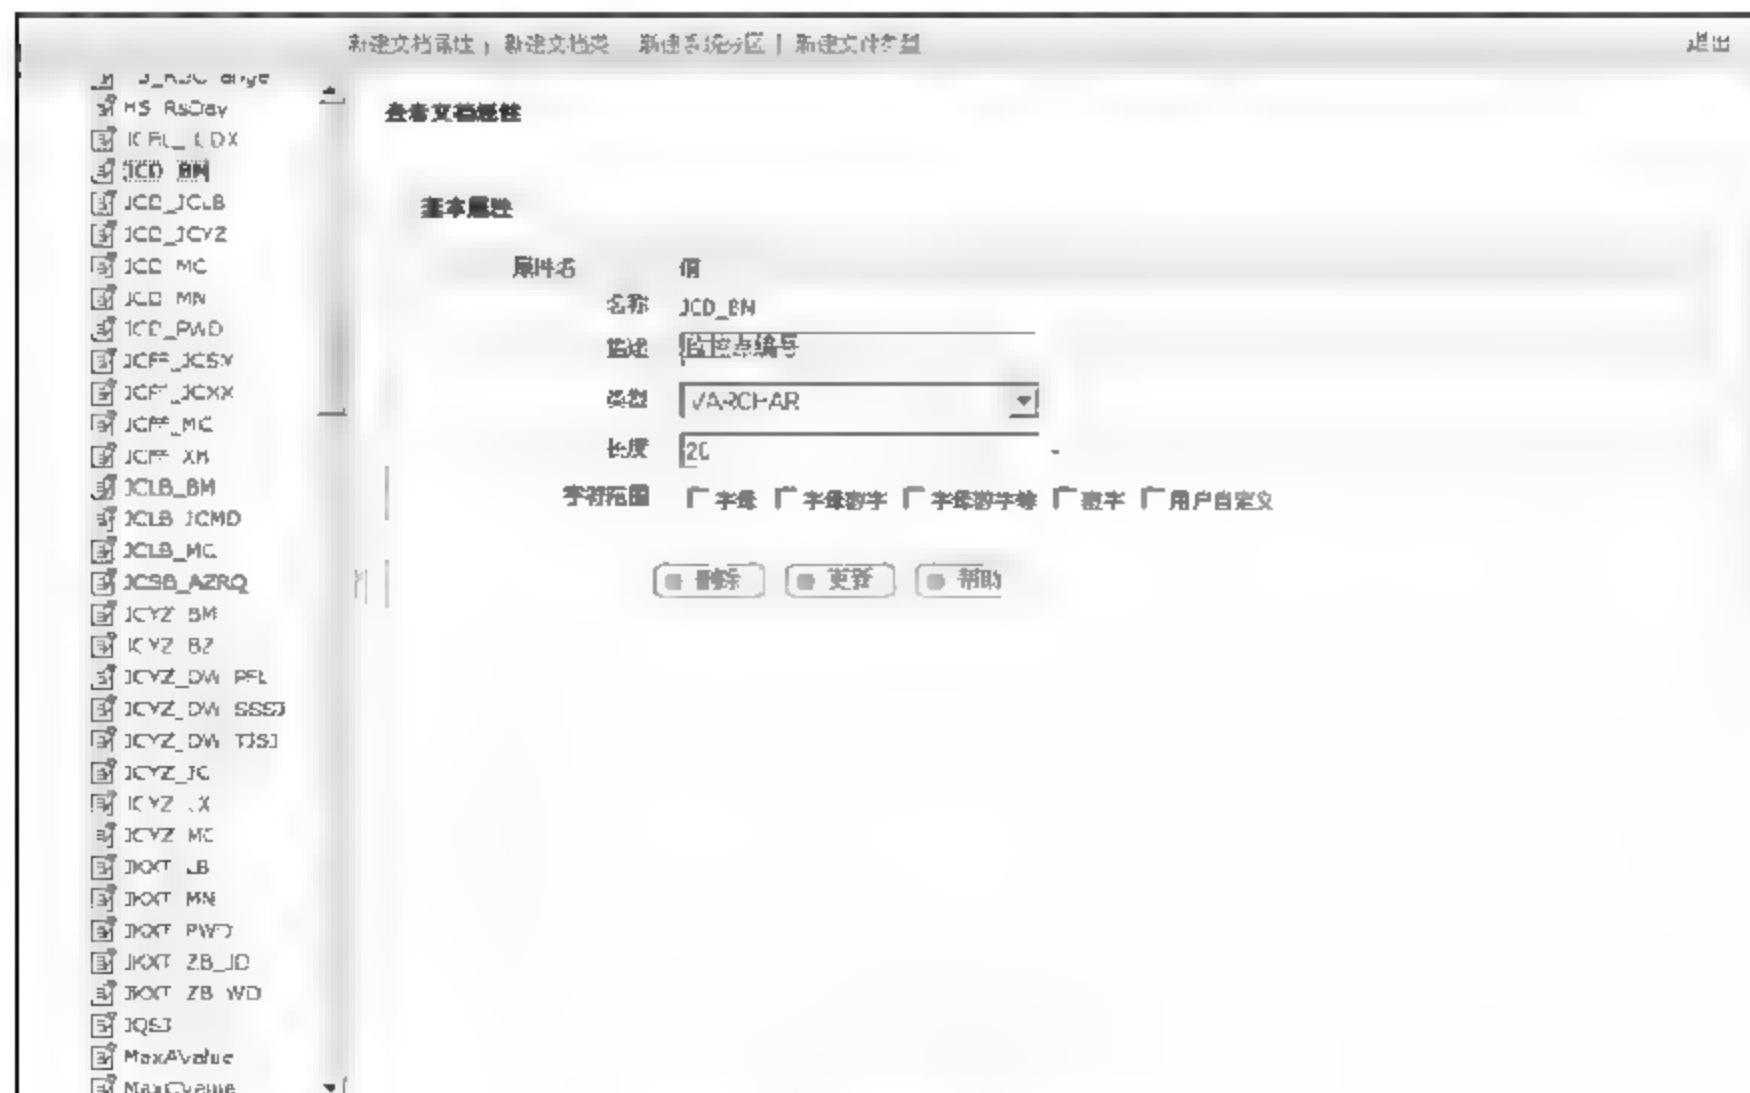 新建文档属性 | 新建文档类 新建系统分区 | 新建文件类型 退出
HS_RsDay
JCD_BM
JCD_JCLB
JCD_JCYZ
JCD_MC
JCD_MN
JCD_PWD
JCFF_JCSX
JCFF_JCXX
JCFF_MC
JCFF_XH
JCLB_BM
JCLB_JCMD
JCLB_MC
JCSB_AZRQ
JCYZ_BM
JCYZ_BZ
JCYZ_DW_PFL
JCYZ_DW_SSSJ
JCYZ_DW_TJSJ
JCYZ_JC
JCYZ_LX
JCYZ_MC
JKXT_LB
JKXT_MN
JKXT_PWD
JKXT_ZB_JD
JKXT_ZB_WD
JQSJ
MaxAvalue
MaxCvalue
查看文档属性
基本属性
属性名 值
名称 JCD_BM
描述 监控点编号
类型 VARCHAR
长度 20
字符范围 字母 字母数字 字母数字等 数字 用户自定义
删除 更新 帮助